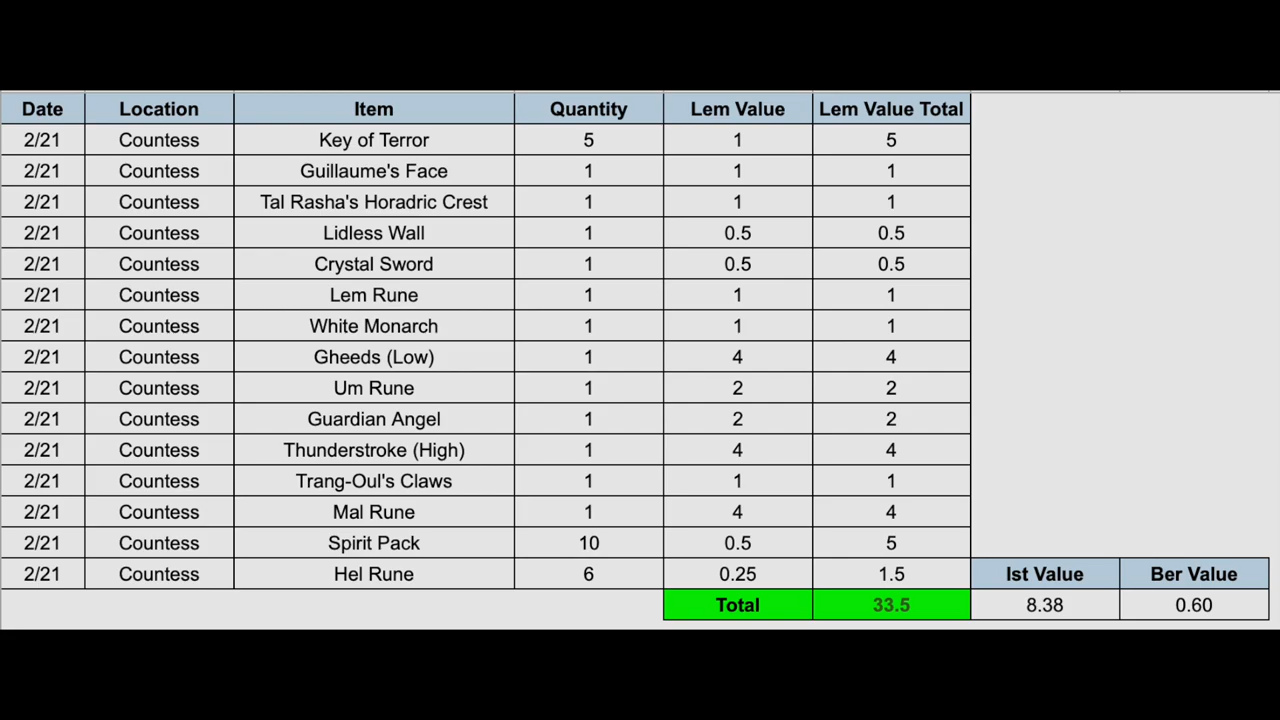 Date Location Item Quantity Lem Value Lem Value Total
2/21 Countess Key of Terror 5 1 5
2/21 Countess Guillaume's Face 1 1 1
2/21 Countess Tal Rasha's Horadric Crest 1 1 1
2/21 Countess Lidless Wall 1 0.5 0.5
2/21 Countess Crystal Sword 1 0.5 0.5
2/21 Countess Lem Rune 1 1 1
2/21 Countess White Monarch 1 1 1
2/21 Countess Gheeds (Low) 1 4 4
2/21 Countess Um Rune 1 2 2
2/21 Countess Guardian Angel 1 2 2
2/21 Countess Thunderstroke (High) 1 4 4
2/21 Countess Trang-Oul's Claws 1 1 1
2/21 Countess Mal Rune 1 4 4
2/21 Countess Spirit Pack 10 0.5 5
2/21 Countess Hel Rune 6 0.25 1.5 Ist Value Ber Value
Total 33.5 8.38 0.60